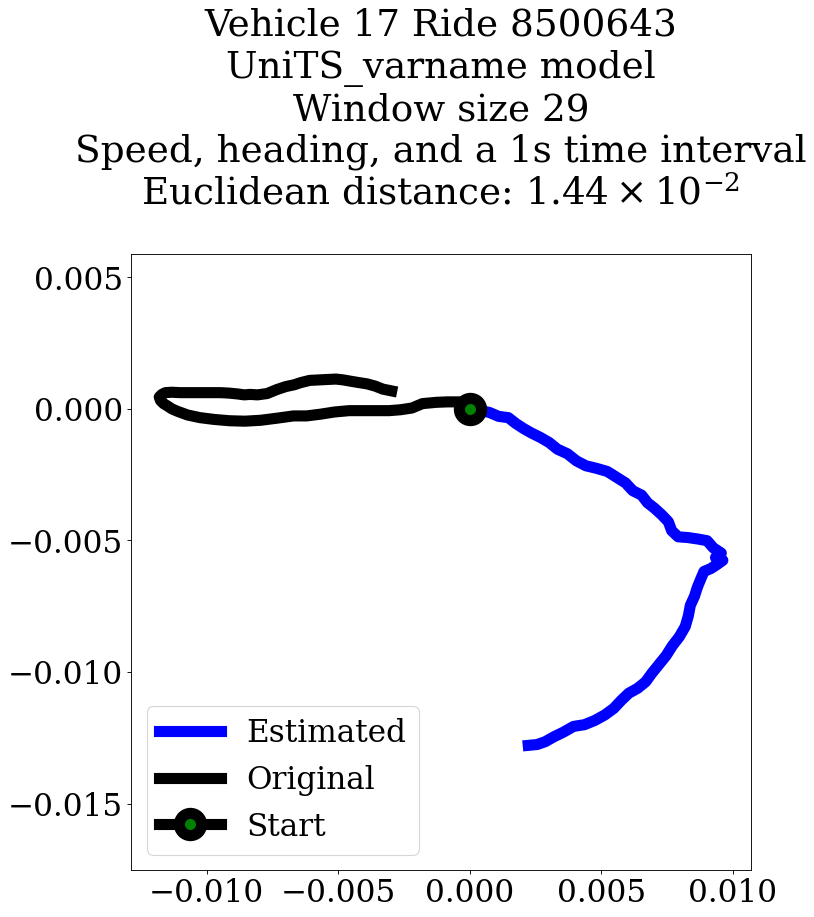 Vehicle 17 Ride 8500643
UniTS_varname model
Window size 29
Speed, heading, and a 1s time interval
Euclidean distance: 1.44 × 10⁻²
0.005
0.000
−0.005
−0.010
−0.015
Estimated
Original
Start
−0.010 −0.005 0.000 0.005 0.010